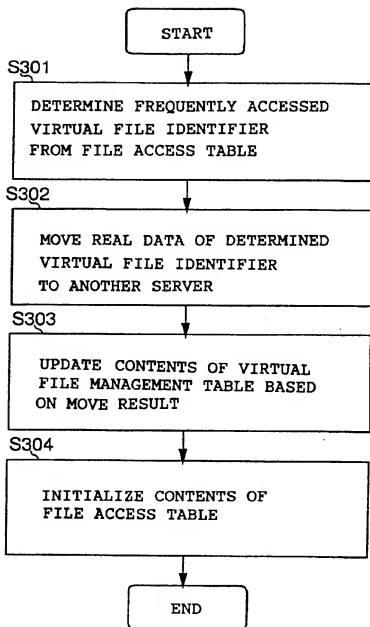 START
S301
DETERMINE FREQUENTLY ACCESSED
VIRTUAL FILE IDENTIFIER
FROM FILE ACCESS TABLE
S302
MOVE REAL DATA OF DETERMINED
VIRTUAL FILE IDENTIFIER
TO ANOTHER SERVER
S303
UPDATE CONTENTS OF VIRTUAL
FILE MANAGEMENT TABLE BASED
ON MOVE RESULT
S304
INITIALIZE CONTENTS OF
FILE ACCESS TABLE
END